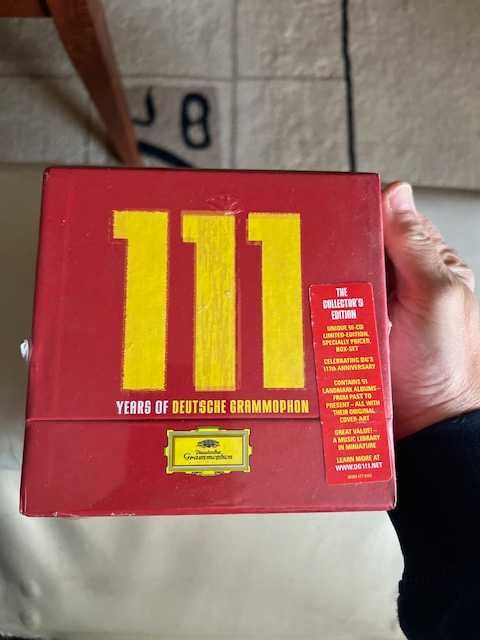 111
YEARS OF DEUTSCHE GRAMMOPHON
Deutsche
Grammophon
THE
COLLECTOR'S
EDITION
UNIQUE 55-CD
LIMITED-EDITION,
SPECIALLY PRICED,
BOX-SET
CELEBRATING DG'S
111TH ANNIVERSARY
CONTAINS 55
LANDMARK ALBUMS—
FROM PAST TO
PRESENT – ALL WITH
THEIR ORIGINAL
COVER-ART
GREAT VALUE! –
A MUSIC LIBRARY
IN MINIATURE
LEARN MORE AT
WWW.DG111.NET